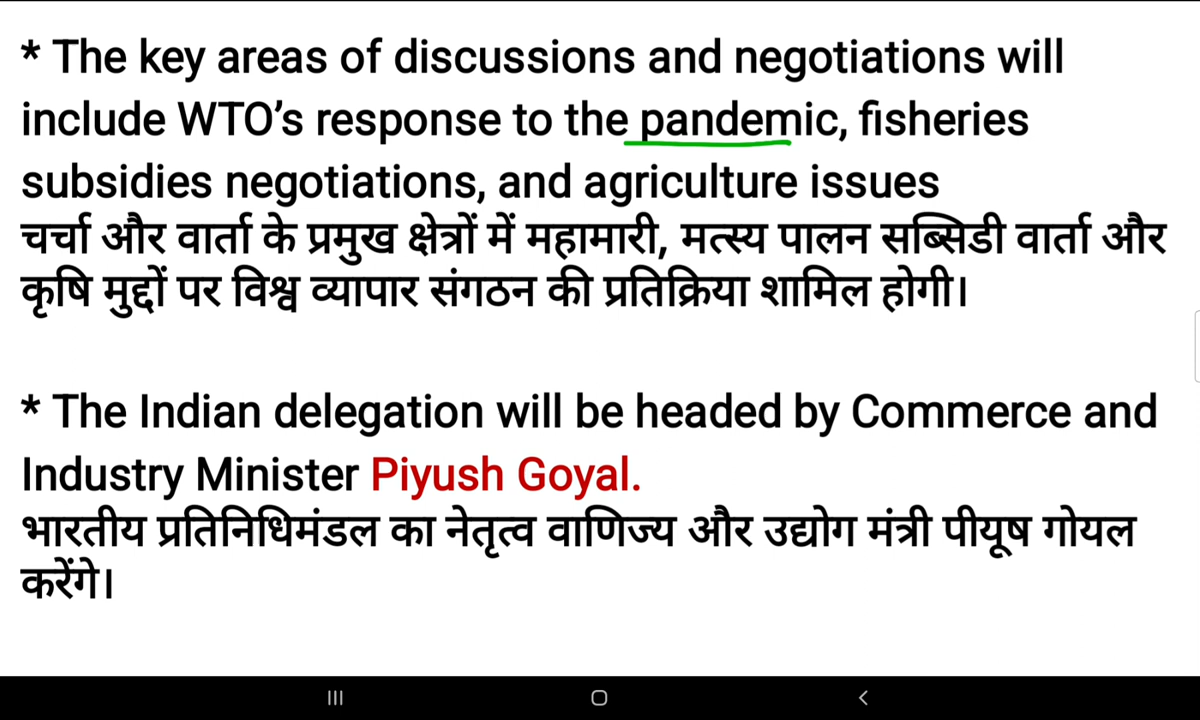 * The key areas of discussions and negotiations will
include WTO’s response to the pandemic, fisheries
subsidies negotiations, and agriculture issues
चर्चा और वार्ता के प्रमुख क्षेत्रों में महामारी, मत्स्य पालन सब्सिडी वार्ता और
कृषि मुद्दों पर विश्व व्यापार संगठन की प्रतिक्रिया शामिल होगी।
* The Indian delegation will be headed by Commerce and
Industry Minister Piyush Goyal.
भारतीय प्रतिनिधिमंडल का नेतृत्व वाणिज्य और उद्योग मंत्री पीयूष गोयल
करेंगे।